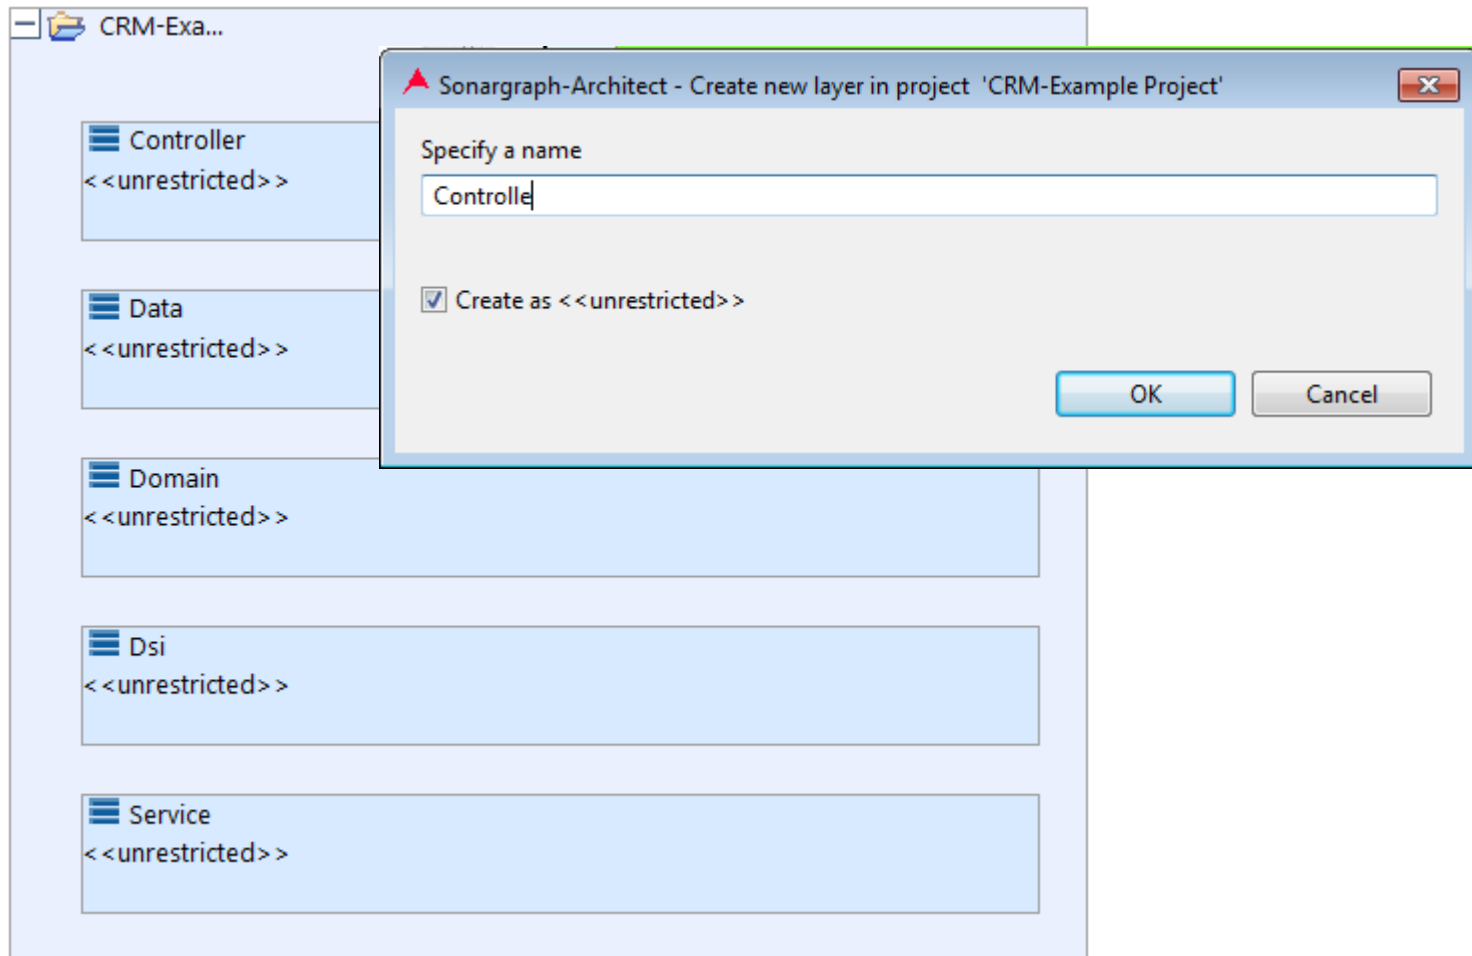 CRM-Exa...
Sonargraph-Architect - Create new layer in project 'CRM-Example Project'
Controller
<<unrestricted>>
Specify a name
Controlle
Data
<<unrestricted>>
Create as <<unrestricted>>
OK Cancel
Domain
<<unrestricted>>
Dsi
<<unrestricted>>
Service
<<unrestricted>>